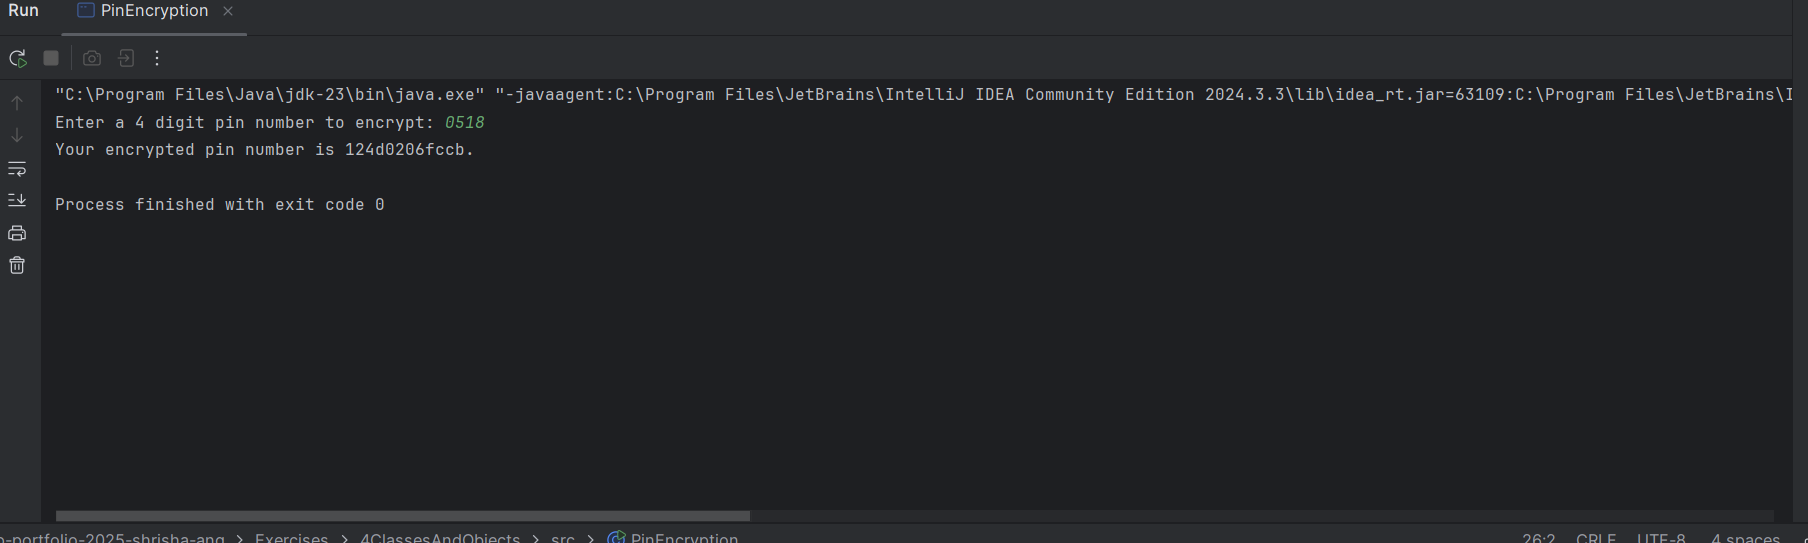 Run PinEncryption
"C:\Program Files\Java\jdk-23\bin\java.exe" "-javaagent:C:\Program Files\JetBrains\IntelliJ IDEA Community Edition 2024.3.3\lib\idea_rt.jar=63109:C:\Program Files\JetBrains\I
Enter a 4 digit pin number to encrypt: 0518
Your encrypted pin number is 124d0206fccb.
Process finished with exit code 0
-portfolio-2025-shrisha-ang > Exercises > 4ClassesAndObjects > src > PinEncryption 26:2 CRLF UTF-8 4 spaces